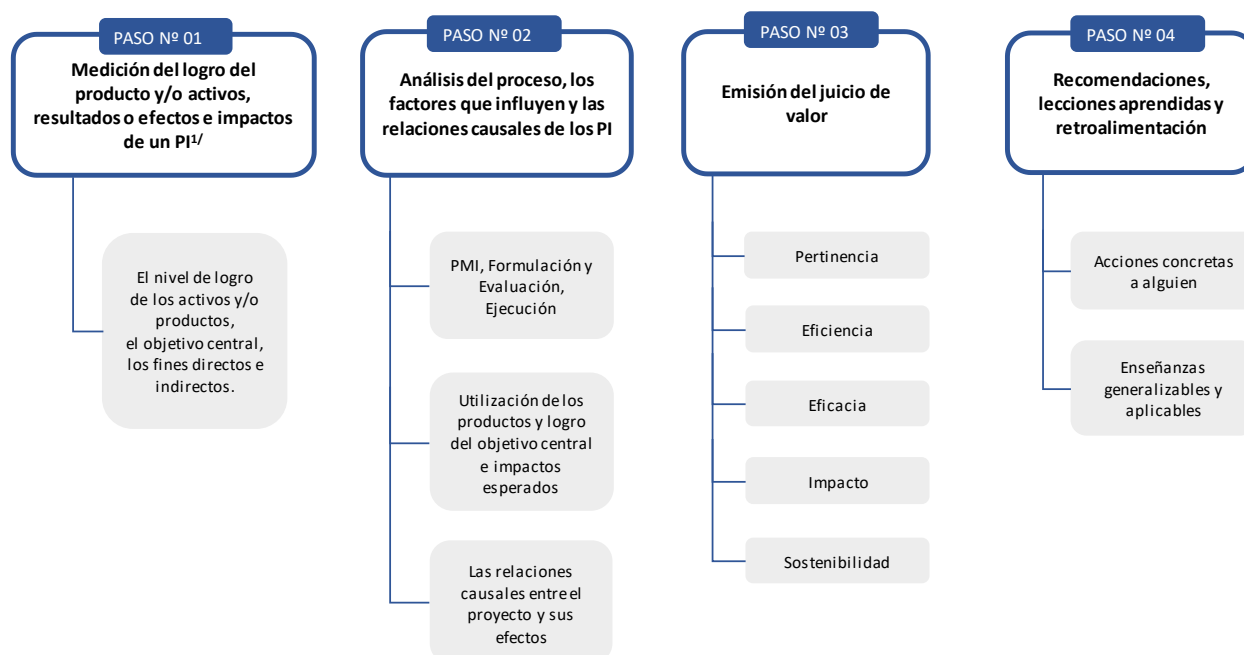 PASO Nº 01
Medición del logro del
producto y/o activos,
resultados o efectos e impactos
de un PI1/
El nivel de logro
de los activos y/o
productos,
el objetivo central,
los fines directos e
indirectos.
PASO Nº 02
Análisis del proceso, los
factores que influyen y las
relaciones causales de los PI
PMI, Formulación y
Evaluación,
Ejecución
Utilización de los
productos y logro
del objetivo central
e impactos
esperados
Las relaciones
causales entre el
proyecto y sus
efectos
PASO Nº 03
Emisión del juicio de
valor
Pertinencia
Eficiencia
Eficacia
Impacto
Sostenibilidad
PASO Nº 04
Recomendaciones,
lecciones aprendidas y
retroalimentación
Acciones concretas
a alguien
Enseñanzas
generalizables y
aplicables